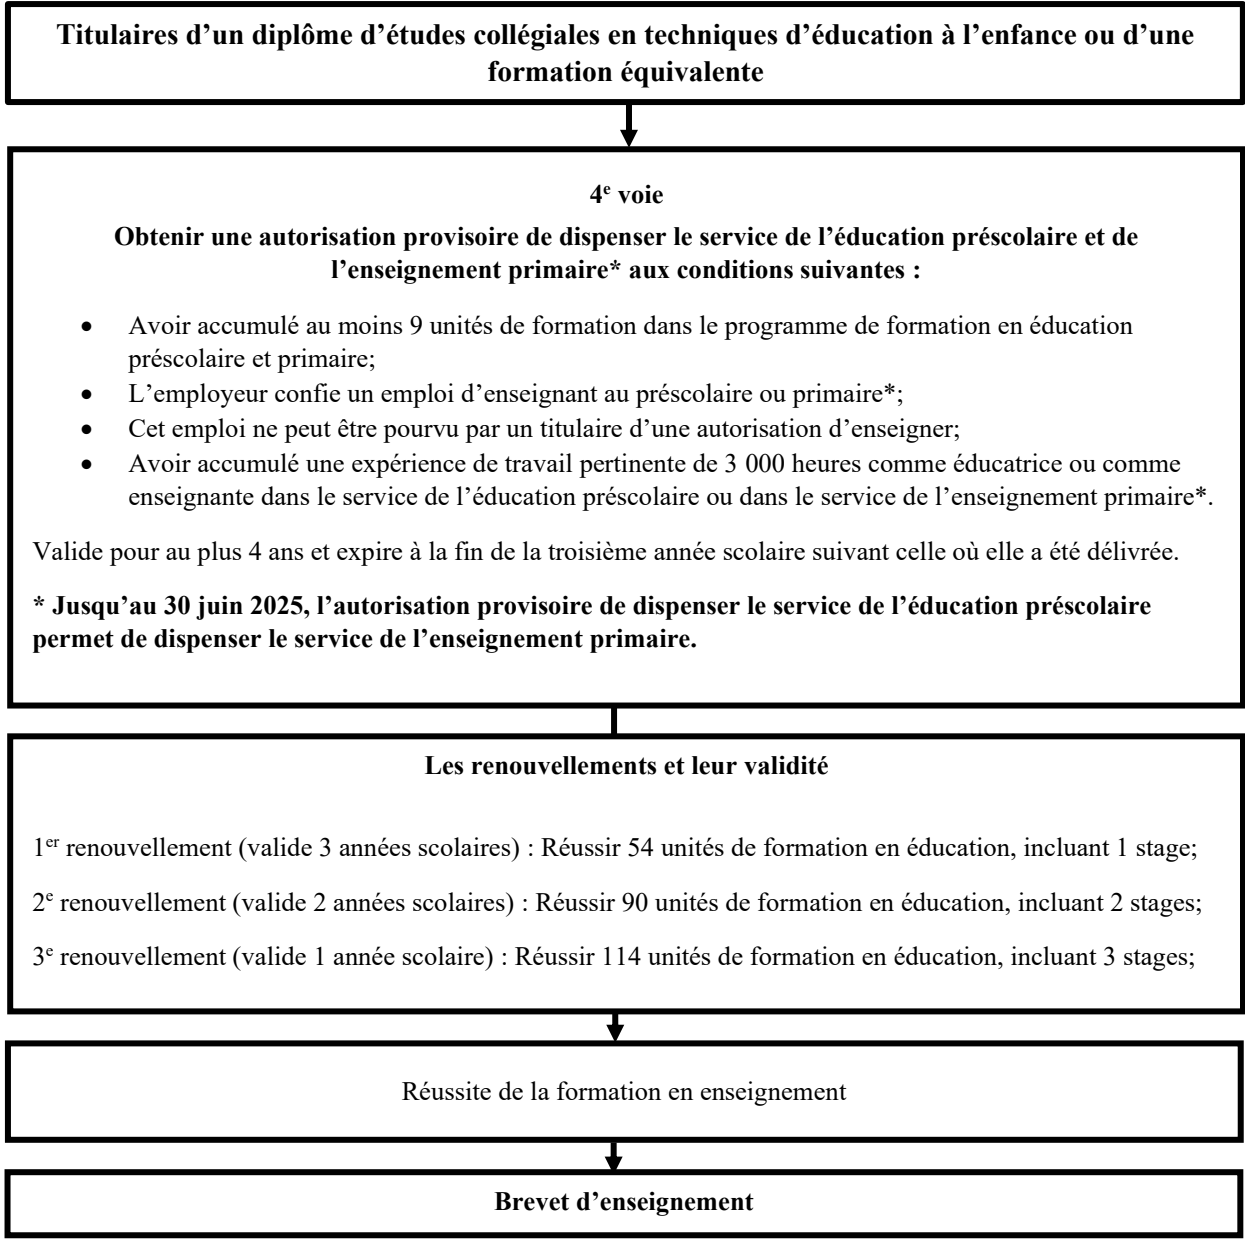 Titulaires d’un diplôme d’études collégiales en techniques d’éducation à l’enfance ou d’une
formation équivalente
4e voie
Obtenir une autorisation provisoire de dispenser le service de l’éducation préscolaire et de
l’enseignement primaire* aux conditions suivantes :
• Avoir accumulé au moins 9 unités de formation dans le programme de formation en éducation
préscolaire et primaire;
• L’employeur confie un emploi d’enseignant au préscolaire ou primaire*;
• Cet emploi ne peut être pourvu par un titulaire d’une autorisation d’enseigner;
• Avoir accumulé une expérience de travail pertinente de 3 000 heures comme éducatrice ou comme
enseignante dans le service de l’éducation préscolaire ou dans le service de l’enseignement primaire*.
Valide pour au plus 4 ans et expire à la fin de la troisième année scolaire suivant celle où elle a été délivrée.
* Jusqu’au 30 juin 2025, l’autorisation provisoire de dispenser le service de l’éducation préscolaire
permet de dispenser le service de l’enseignement primaire.
Les renouvellements et leur validité
1er renouvellement (valide 3 années scolaires) : Réussir 54 unités de formation en éducation, incluant 1 stage;
2e renouvellement (valide 2 années scolaires) : Réussir 90 unités de formation en éducation, incluant 2 stages;
3e renouvellement (valide 1 année scolaire) : Réussir 114 unités de formation en éducation, incluant 3 stages;
Réussite de la formation en enseignement
Brevet d’enseignement